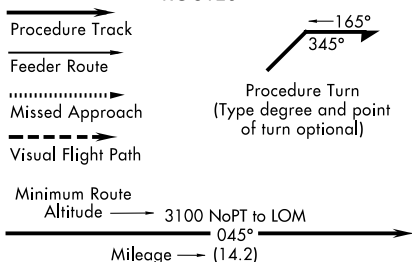 Procedure Track
165°
345°
Feeder Route
Missed Approach
Procedure Turn
(Type degree and point
of turn optional)
Visual Flight Path
Minimum Route
Altitude
3100 NoPT to LOM
045°
Mileage
(14.2)